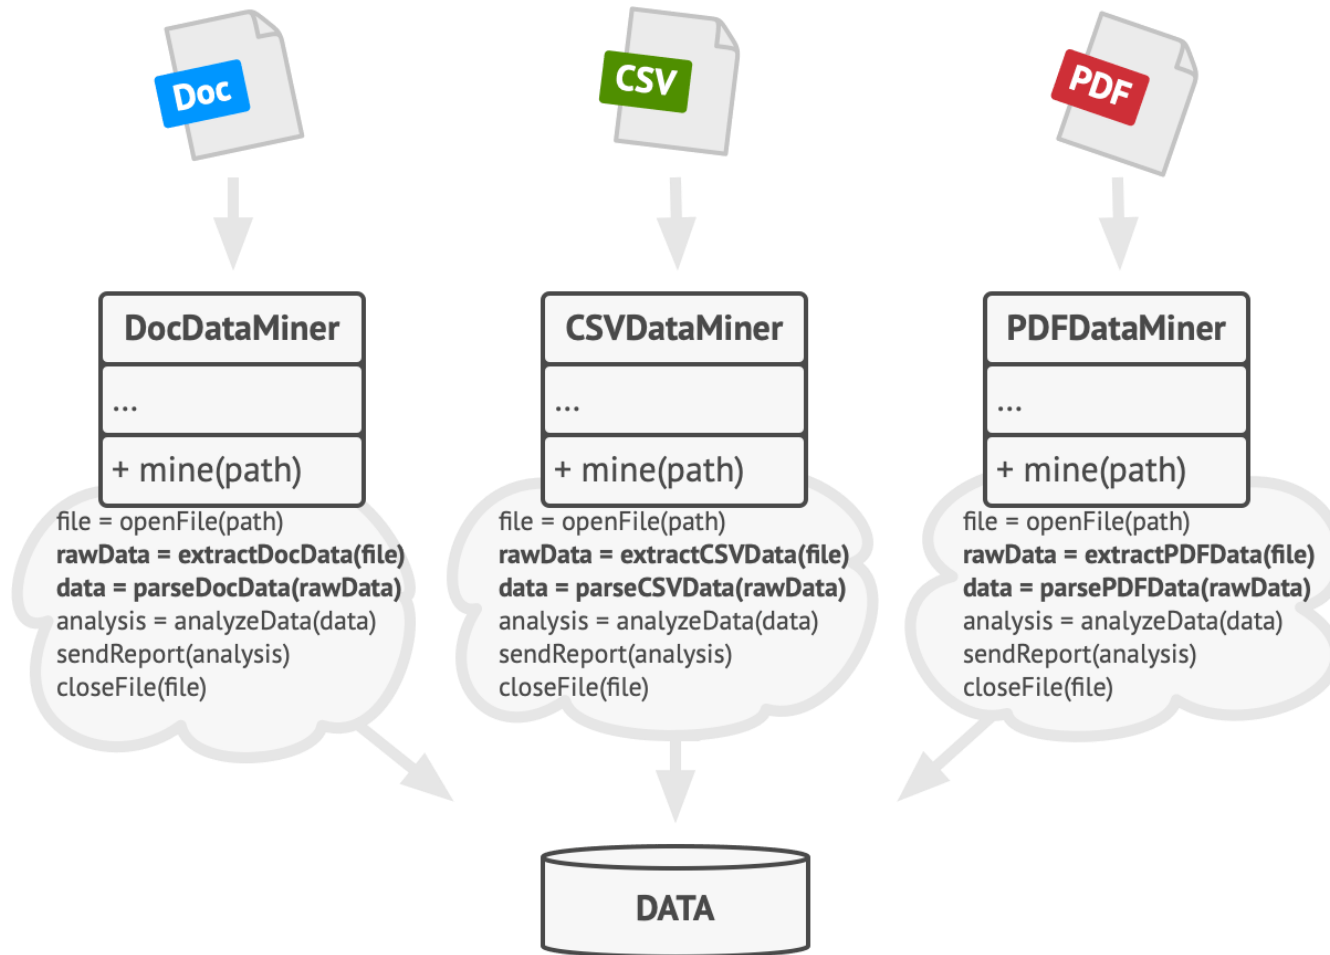 Doc
CSV
PDF
DocDataMiner
...
+ mine(path)
file = openFile(path)
rawData = extractDocData(file)
data = parseDocData(rawData)
analysis = analyzeData(data)
sendReport(analysis)
closeFile(file)
CSVDataMiner
...
+ mine(path)
file = openFile(path)
rawData = extractCSVData(file)
data = parseCSVData(rawData)
analysis = analyzeData(data)
sendReport(analysis)
closeFile(file)
PDFDataMiner
...
+ mine(path)
file = openFile(path)
rawData = extractPDFData(file)
data = parsePDFData(rawData)
analysis = analyzeData(data)
sendReport(analysis)
closeFile(file)
DATA